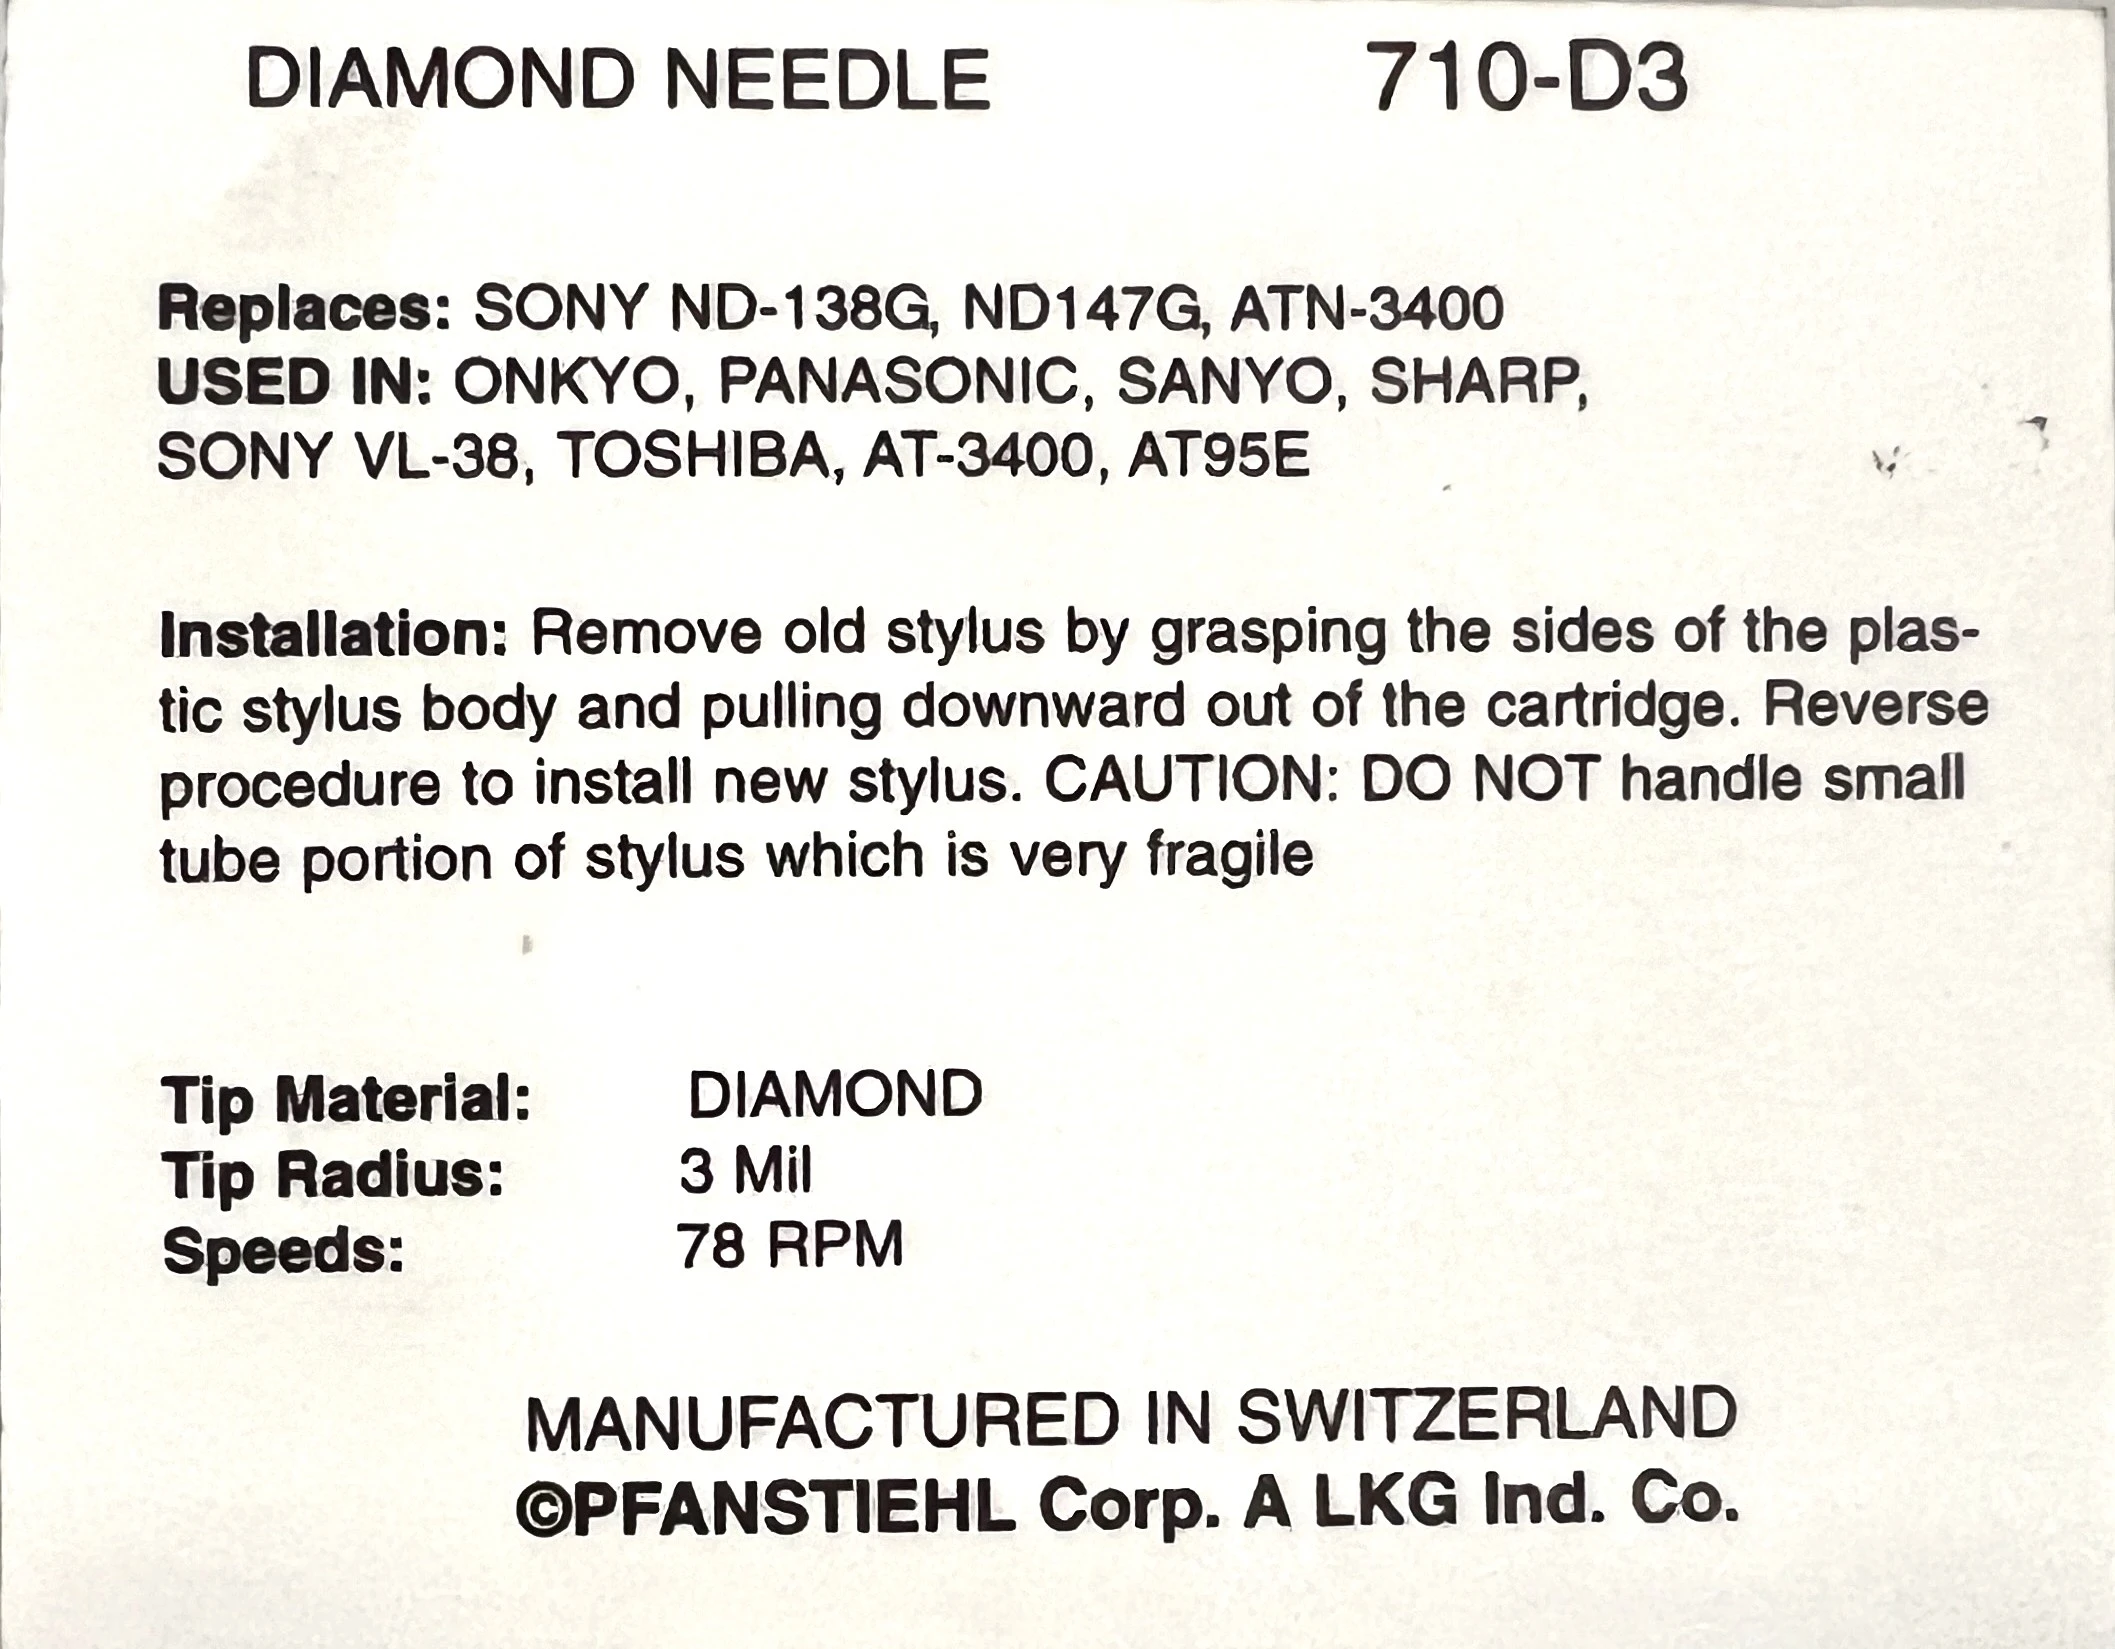 DIAMOND NEEDLE 710-D3
Replaces: SONY ND-138G, ND147G, ATN-3400
USED IN: ONKYO, PANASONIC, SANYO, SHARP,
SONY VL-38, TOSHIBA, AT-3400, AT95E
Installation: Remove old stylus by grasping the sides of the plas-
tic stylus body and pulling downward out of the cartridge. Reverse
procedure to install new stylus. CAUTION: DO NOT handle small
tube portion of stylus which is very fragile
Tip Material: DIAMOND
Tip Radius: 3 Mil
Speeds: 78 RPM
MANUFACTURED IN SWITZERLAND
©PFANSTIEHL Corp. A LKG Ind. Co.